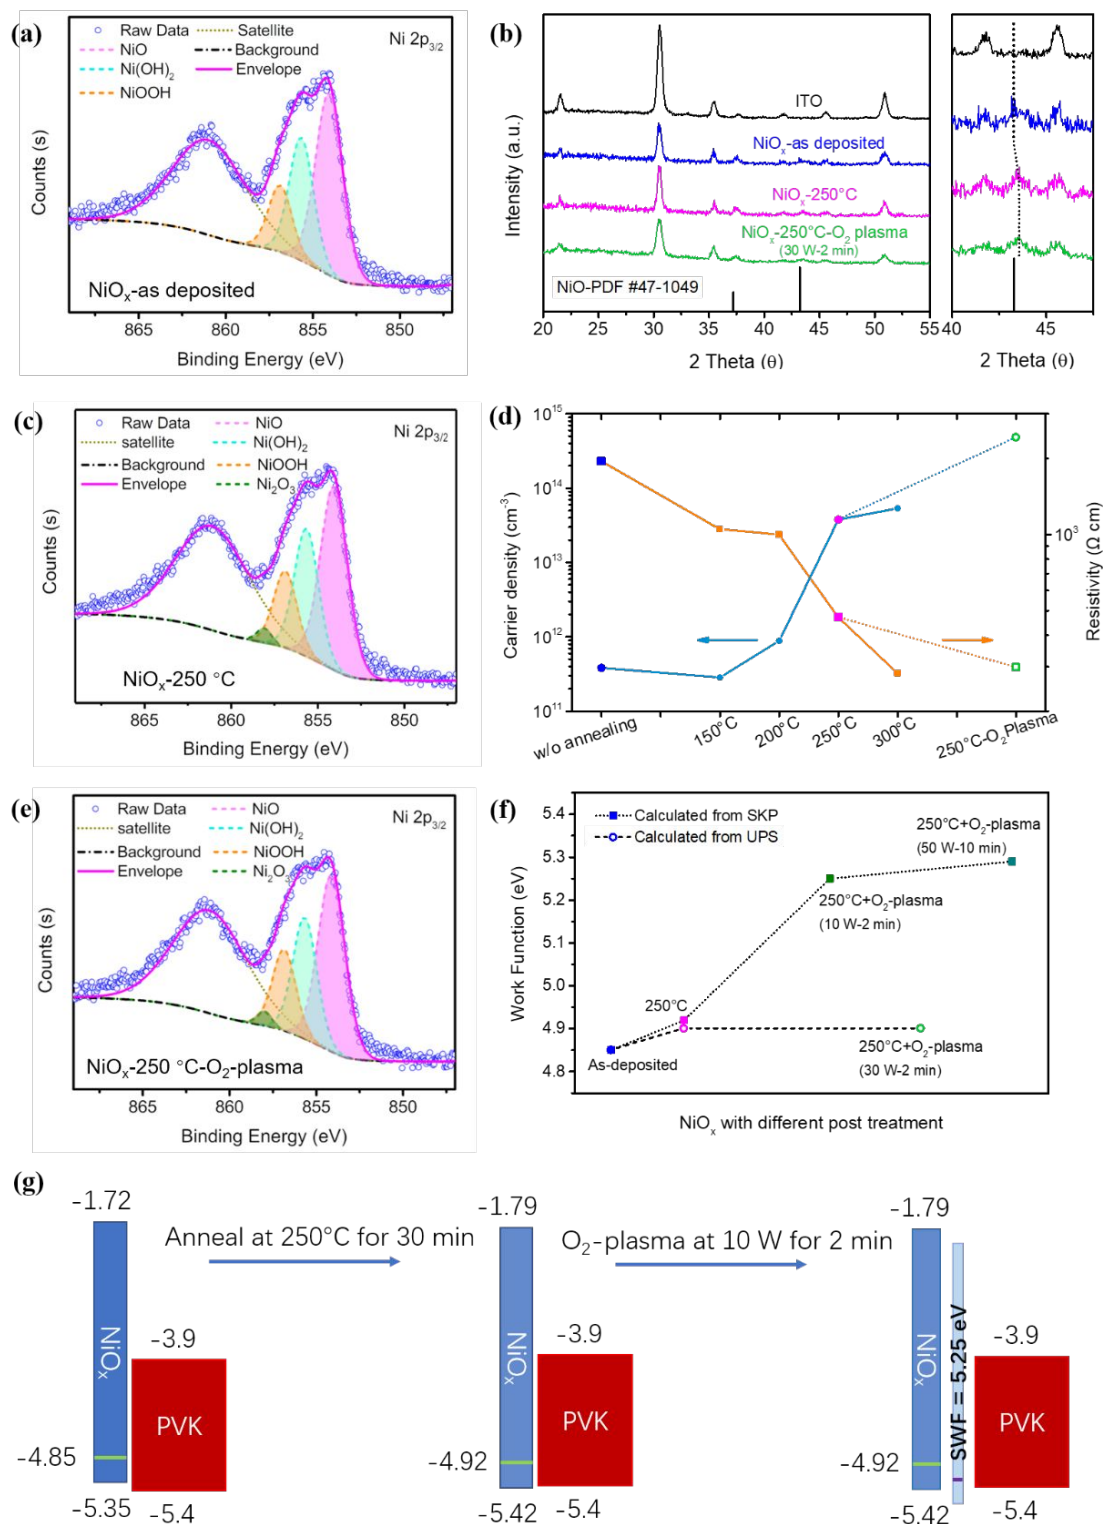 (a)
Raw Data
Satellite
Ni 2p3/2
NiO
Background
Ni(OH)2
Envelope
NiOOH
Counts (s)
NiOx-as deposited
865
860
855
850
Binding Energy (eV)
(b)
ITO
NiOx-as deposited
NiOx-250°C
NiOx-250°C-O2 plasma
(30 W-2 min)
NiO-PDF #47-1049
Intensity (a.u.)
20
25
30
35
40
45
50
55
2 Theta (θ)
40
45
2 Theta (θ)
(c)
Raw Data
NiO
Ni 2p3/2
satellite
Ni(OH)2
Background
NiOOH
Envelope
Ni2O3
Counts (s)
NiOx-250 °C
865
860
855
850
Binding Energy (eV)
(d)
10^15
10^14
10^13
10^12
10^11
Carrier density (cm-3)
10^3
Resistivity (Ω cm)
w/o annealing
150°C
200°C
250°C
300°C
250°C-O2Plasma
(e)
Raw Data
NiO
Ni 2p3/2
satellite
Ni(OH)2
Background
NiOOH
Envelope
Ni2O3
Counts (s)
NiOx-250 °C-O2-plasma
865
860
855
850
Binding Energy (eV)
(f)
5.4
5.3
5.2
5.1
5.0
4.9
4.8
Work Function (eV)
Calculated from SKP
Calculated from UPS
250°C+O2-plasma
(50 W-10 min)
250°C+O2-plasma
(10 W-2 min)
250°C
As-deposited
250°C+O2-plasma
(30 W-2 min)
NiOx with different post treatment
(g)
-1.72
NiOx
-4.85
-5.35
-3.9
PVK
-5.4
Anneal at 250°C for 30 min
-1.79
NiOx
-4.92
-5.42
-3.9
PVK
-5.4
O2-plasma at 10 W for 2 min
-1.79
NiOx
-4.92
-5.42
SWF = 5.25 eV
-3.9
PVK
-5.4